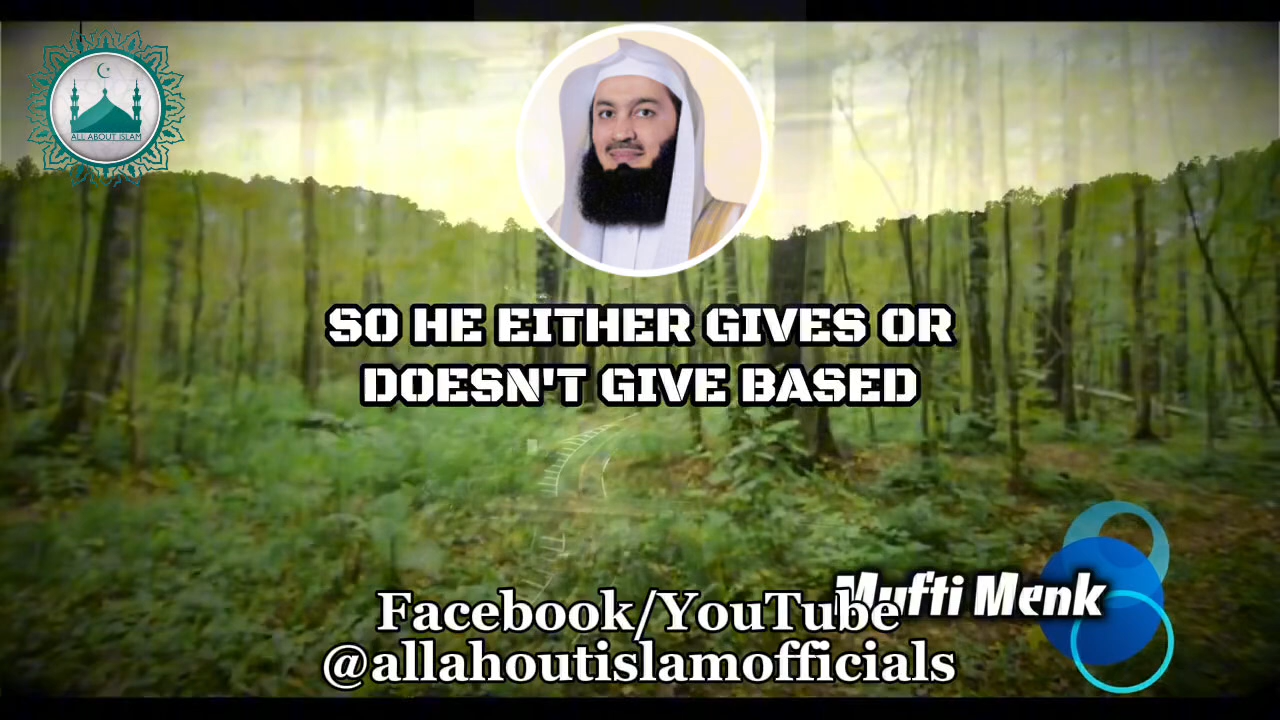 ALL ABOUT ISLAM
SO HE EITHER GIVES OR
DOESN'T GIVE BASED
Mufti Menk
Facebook/YouTube
@allahoutislamofficials